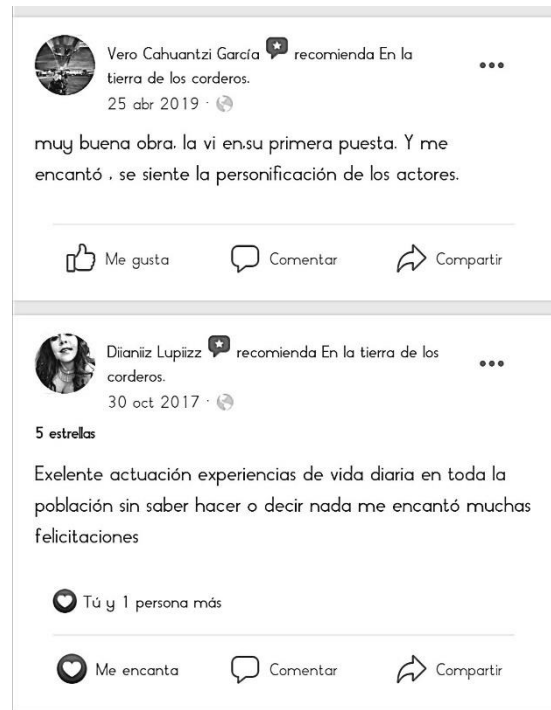 Vero Cahuantzi García recomienda En la
tierra de los corderos.
25 abr 2019 ·
muy buena obra. la vi en.su primera puesta. Y me
encantó , se siente la personificación de los actores.
Me gusta Comentar Compartir
Diianiiz Lupiizz recomienda En la tierra de los
corderos.
30 oct 2017 ·
5 estrellas
Exelente actuación experiencias de vida diaria en toda la
población sin saber hacer o decir nada me encantó muchas
felicitaciones
Tú y 1 persona más
Me encanta Comentar Compartir